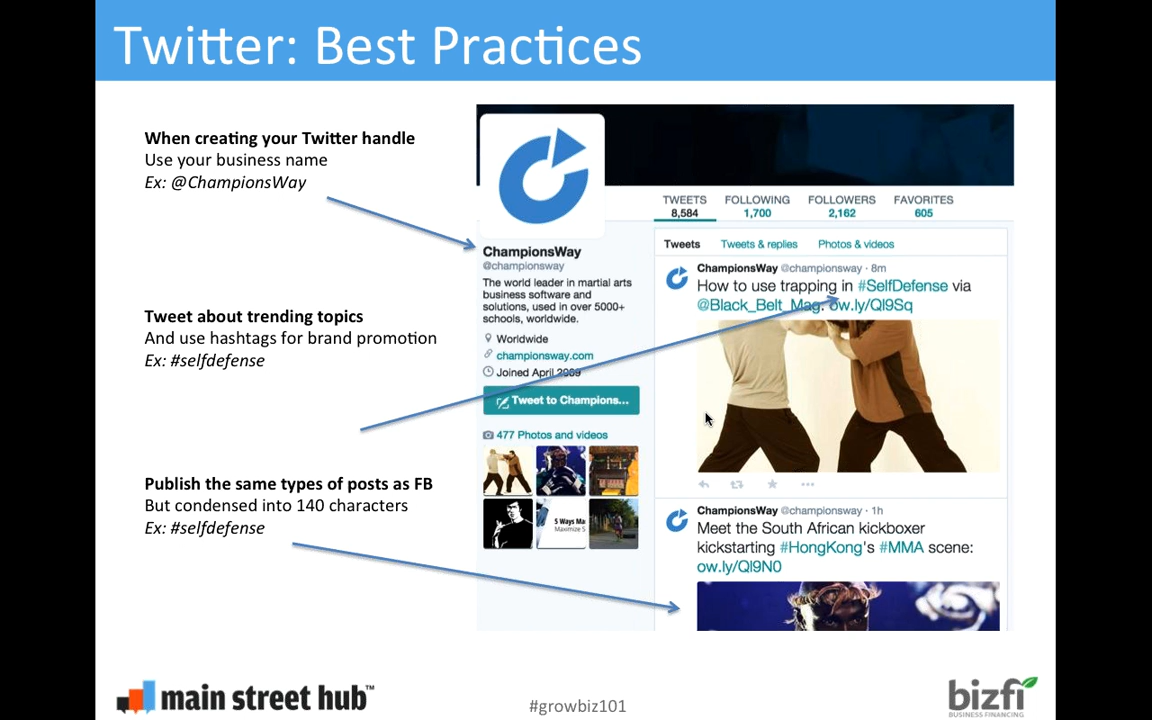 Twitter: Best Practices
When creating your Twitter handle
Use your business name
Ex: @ChampionsWay
Tweet about trending topics
And use hashtags for brand promotion
Ex: #selfdefense
Publish the same types of posts as FB
But condensed into 140 characters
Ex: #selfdefense
TWEETS FOLLOWING FOLLOWERS FAVORITES
8,584 1,700 2,162 605
ChampionsWay
@championsway
The world leader in martial arts
business software and
solutions, used in over 5000+
schools, worldwide.
Worldwide
championsway.com
Joined April 2009
Tweet to Champions...
477 Photos and videos
5 Ways Ma
Maximize S
Tweets Tweets & replies Photos & videos
ChampionsWay @championsway · 8m
How to use trapping in #SelfDefense via
@Black_Belt_Mag: ow.ly/Ql9Sq
ChampionsWay @championsway · 1h
Meet the South African kickboxer
kickstarting #HongKong's #MMA scene:
ow.ly/Ql9N0
main street hub™
#growbiz101
bizfi
BUSINESS FINANCING